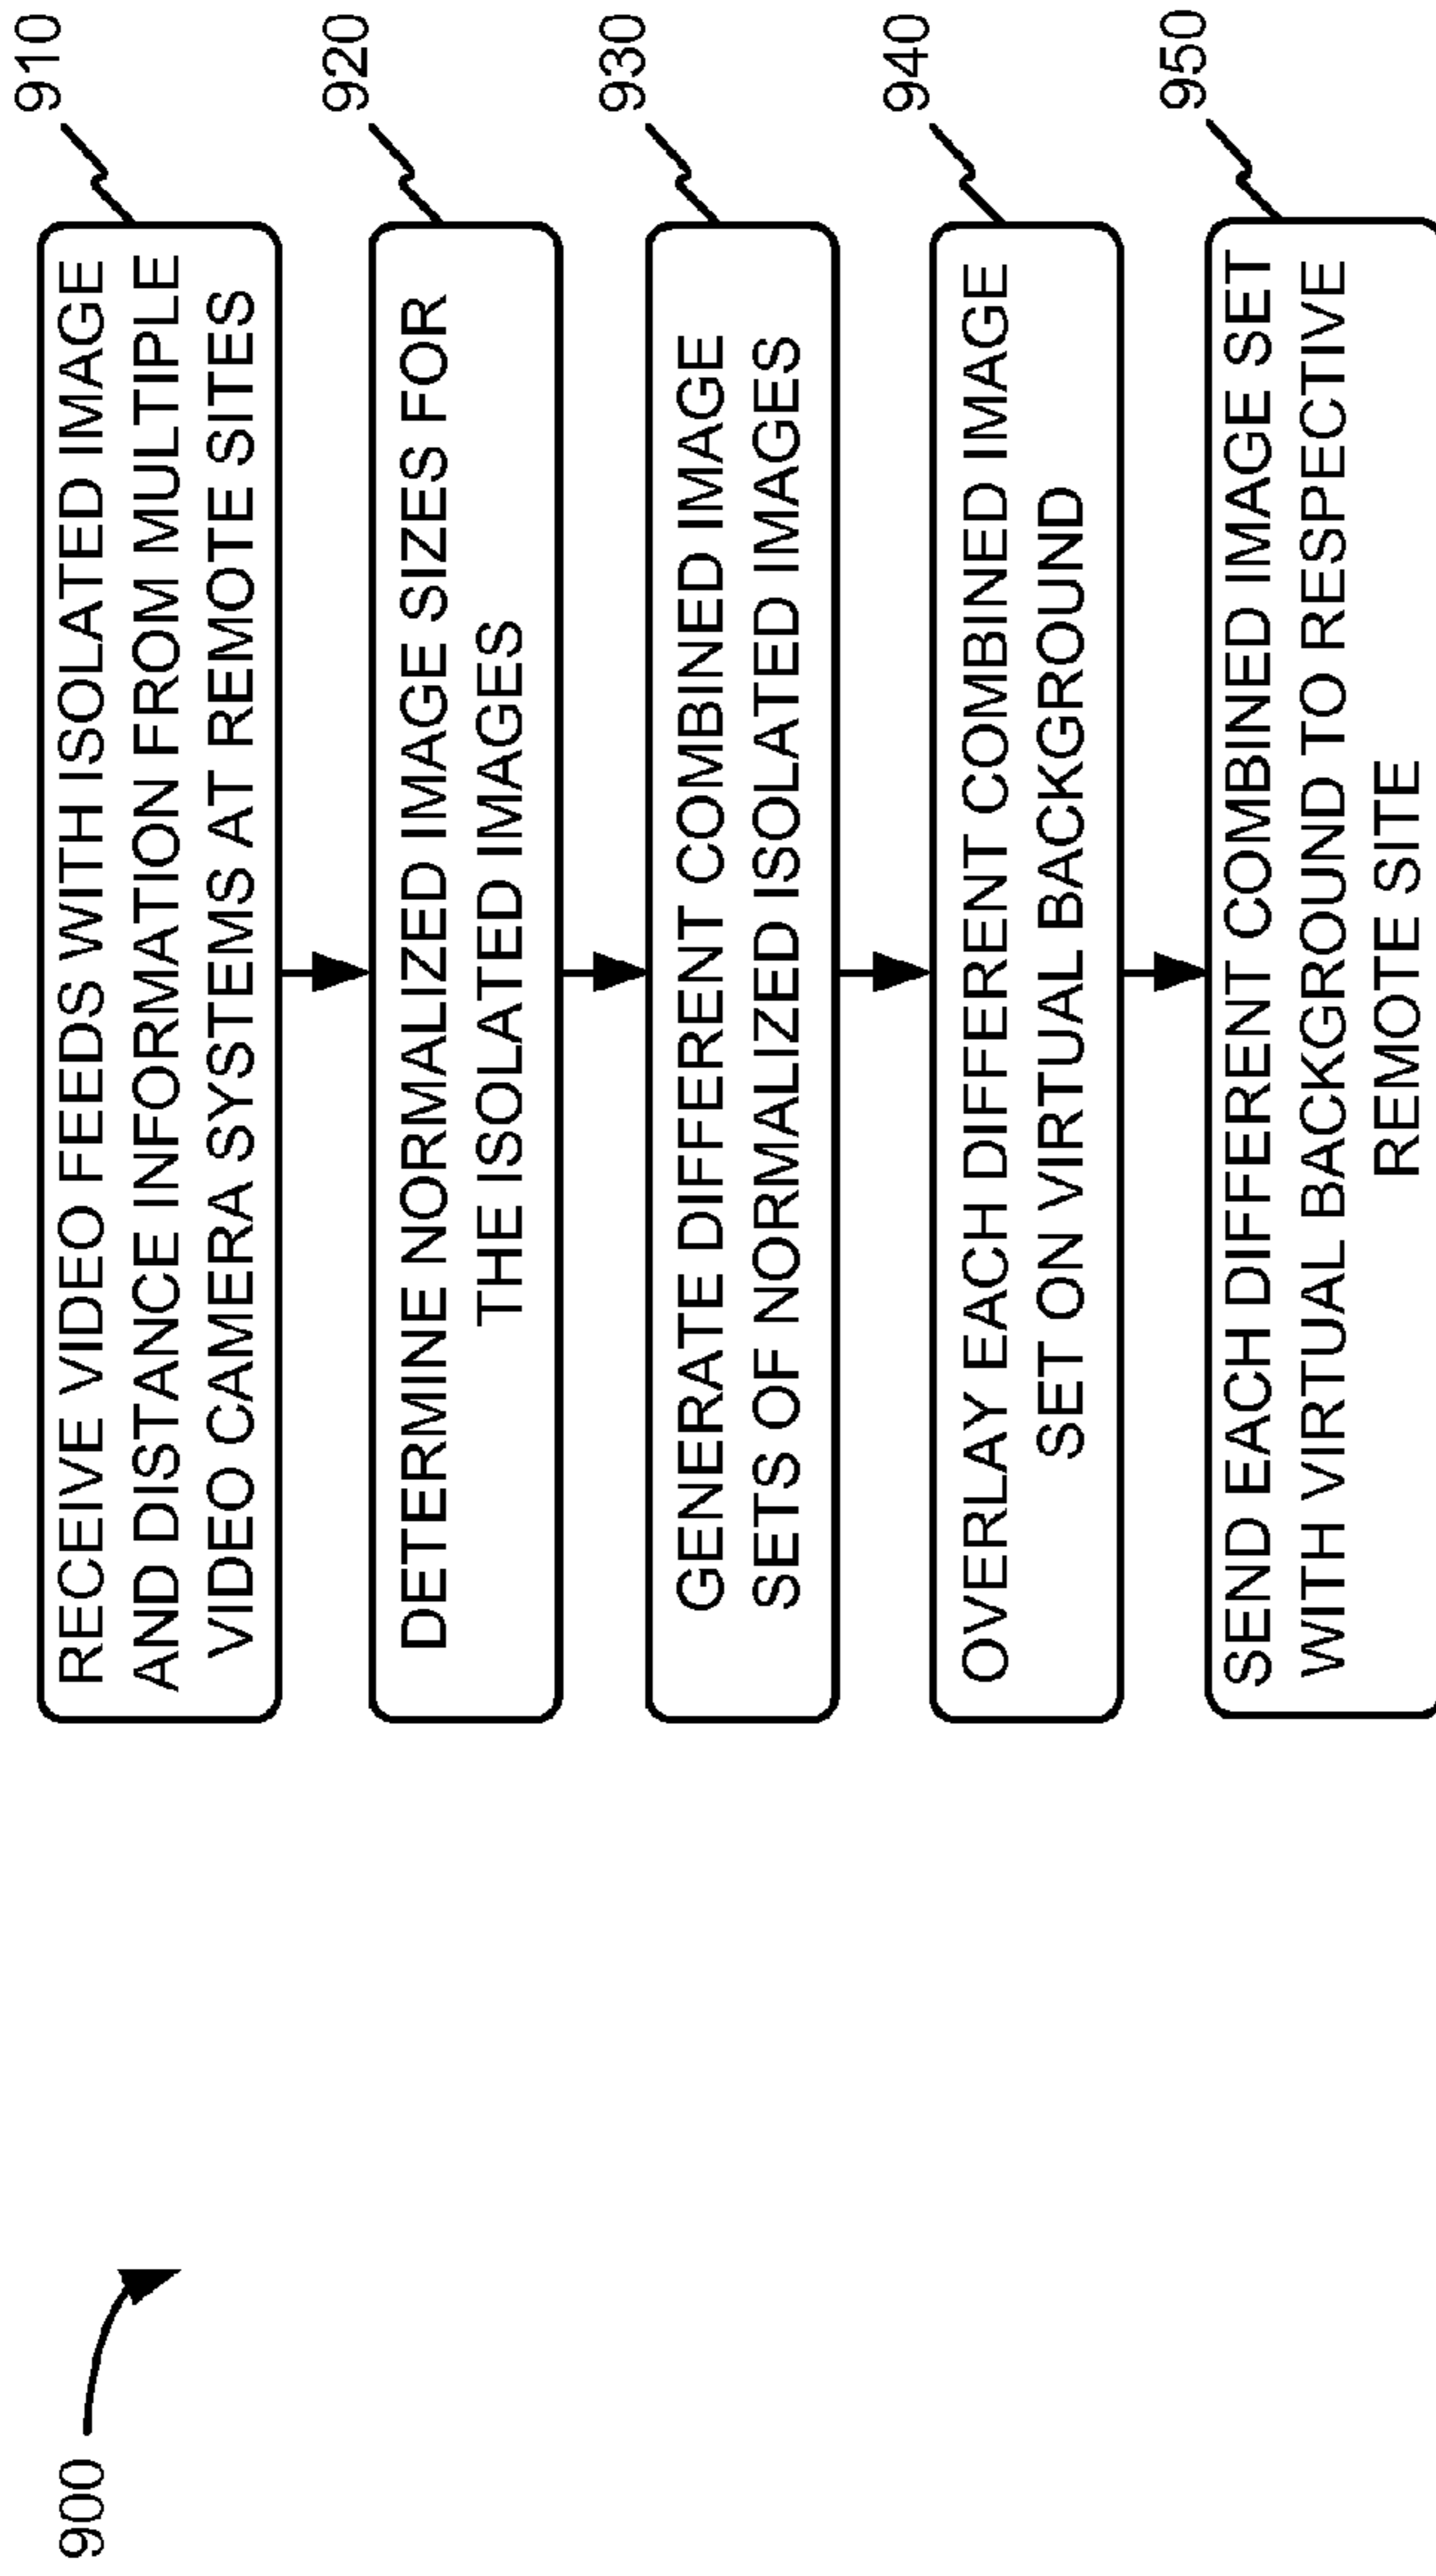 900
910
RECEIVE VIDEO FEEDS WITH ISOLATED IMAGE
AND DISTANCE INFORMATION FROM MULTIPLE
VIDEO CAMERA SYSTEMS AT REMOTE SITES
920
DETERMINE NORMALIZED IMAGE SIZES FOR
THE ISOLATED IMAGES
930
GENERATE DIFFERENT COMBINED IMAGE
SETS OF NORMALIZED ISOLATED IMAGES
940
OVERLAY EACH DIFFERENT COMBINED IMAGE
SET ON VIRTUAL BACKGROUND
950
SEND EACH DIFFERENT COMBINED IMAGE SET
WITH VIRTUAL BACKGROUND TO RESPECTIVE
REMOTE SITE